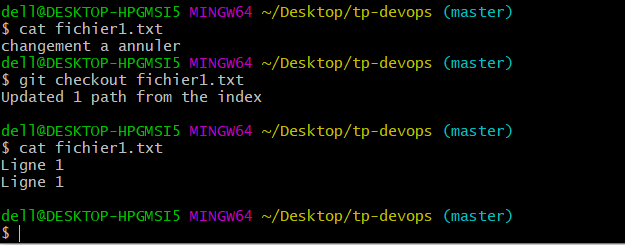 dell@DESKTOP-HPGMSI5 MINGW64 ~/Desktop/tp-devops (master)
$ cat fichier1.txt
changement a annuler
dell@DESKTOP-HPGMSI5 MINGW64 ~/Desktop/tp-devops (master)
$ git checkout fichier1.txt
Updated 1 path from the index
dell@DESKTOP-HPGMSI5 MINGW64 ~/Desktop/tp-devops (master)
$ cat fichier1.txt
Ligne 1
Ligne 1
dell@DESKTOP-HPGMSI5 MINGW64 ~/Desktop/tp-devops (master)
$